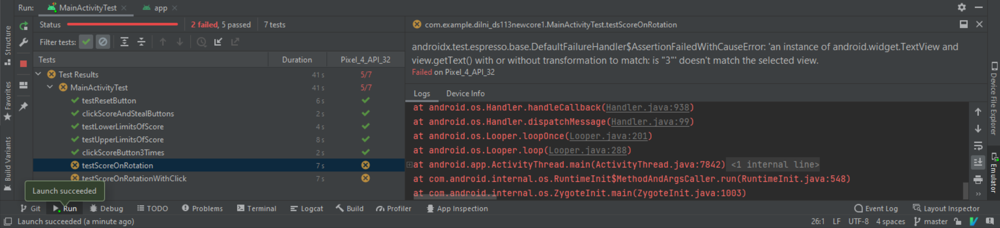 Run: MainActivityTest app
Status 2 failed, 5 passed 7 tests
Filter tests:
Tests Duration Pixel_4_API_32
Test Results 41 s 5/7
MainActivityTest 41 s 5/7
testResetButton 6 s
clickScoreAndStealButtons 2 s
testLowerLimitsOfScore 4 s
testUpperLimitsOfScore 8 s
clickScoreButton3Times 2 s
testScoreOnRotation 7 s
testScoreOnRotationWithClick 7 s
Launch succeeded
com.example.dilni_ds113newcore1.MainActivityTest.testScoreOnRotation
androidx.test.espresso.base.DefaultFailureHandler$AssertionFailedWithCauseError: 'an instance of android.widget.TextView and
view.getText() with or without transformation to match: is "3"' doesn't match the selected view.
Failed on Pixel_4_API_32
Logs Device Info
at android.os.Handler.handleCallback(Handler.java:938)
at android.os.Handler.dispatchMessage(Handler.java:99)
at android.os.Looper.loopOnce(Looper.java:201)
at android.os.Looper.loop(Looper.java:288)
at android.app.ActivityThread.main(ActivityThread.java:7842) <1 internal line>
at com.android.internal.os.RuntimeInit$MethodAndArgsCaller.run(RuntimeInit.java:548)
at com.android.internal.os.ZygoteInit.main(ZygoteInit.java:1003)
Structure
Favorites
Build Variants
Device File Explorer
Emulator
Git Run Debug TODO Problems Terminal Logcat Build Profiler App Inspection Event Log Layout Inspector
Launch succeeded (a minute ago) 26:1 LF UTF-8 4 spaces master